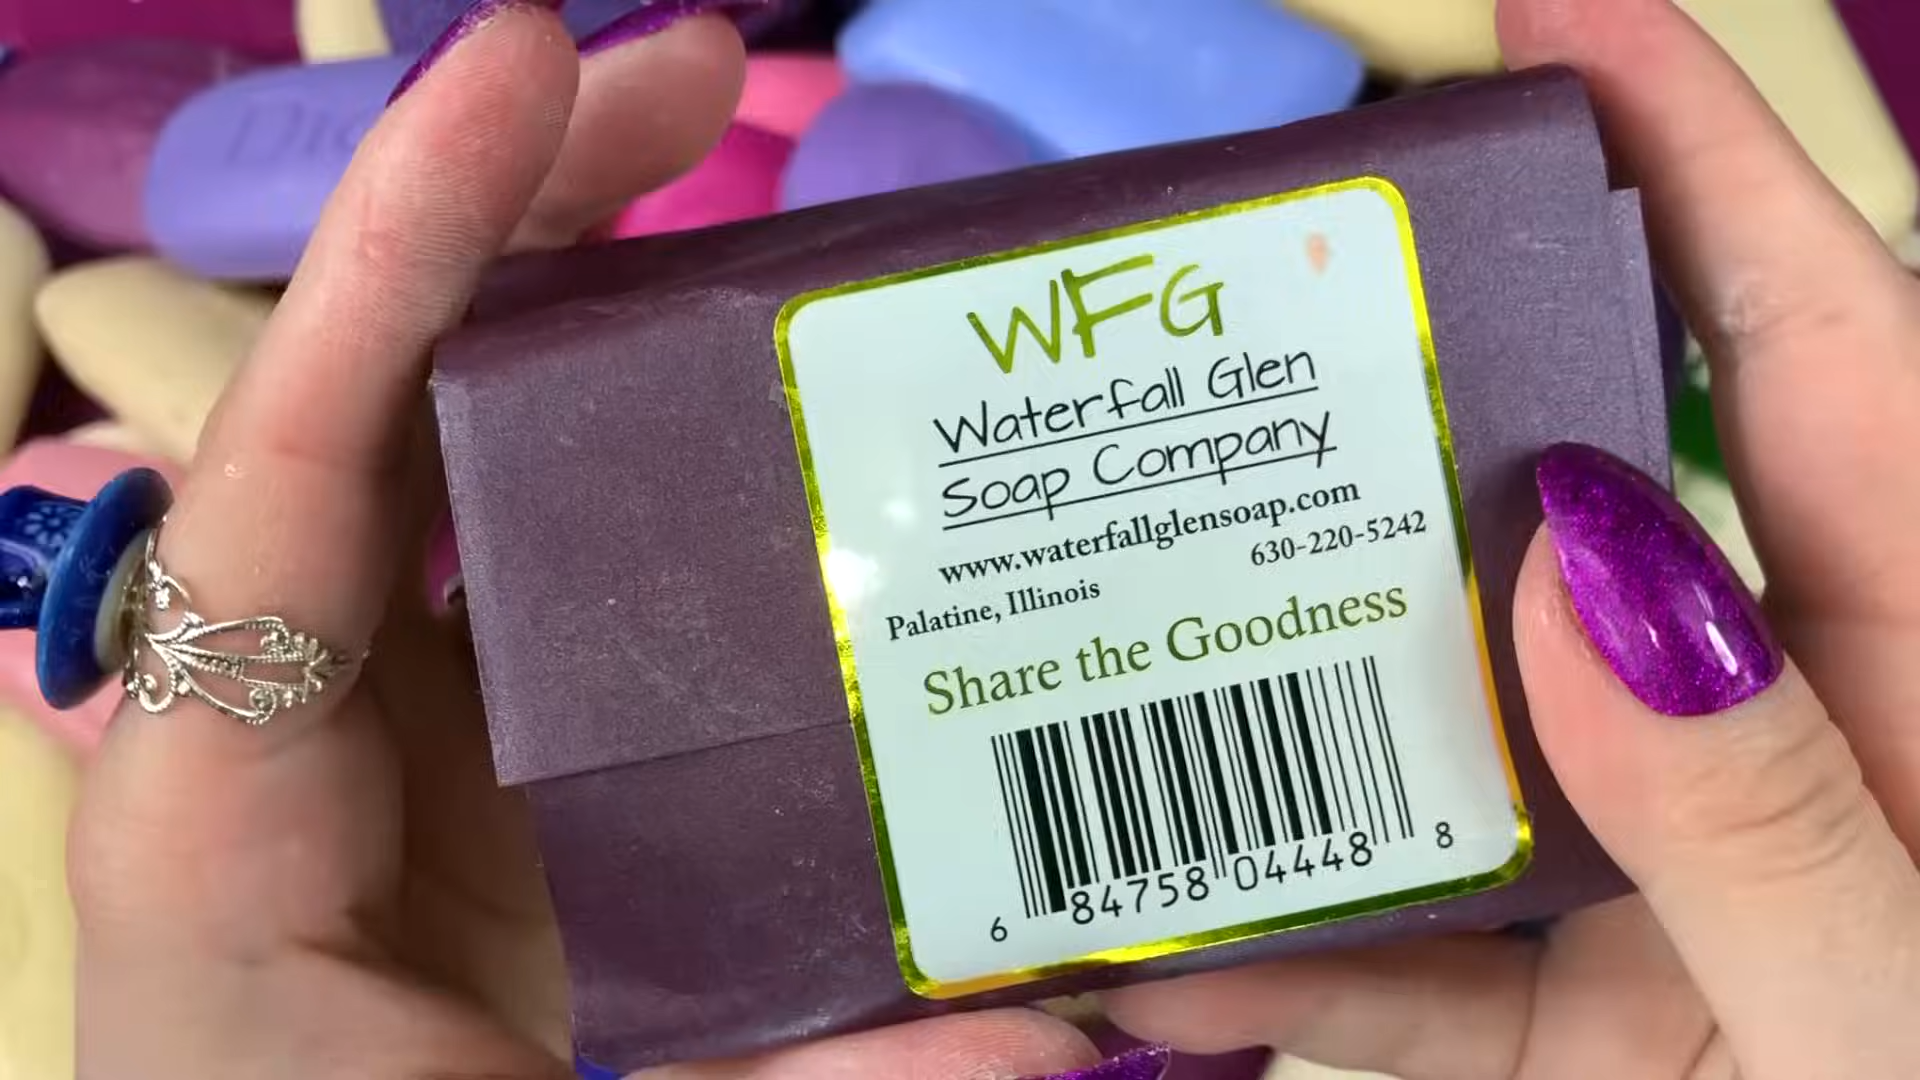 WFG
Waterfall Glen
Soap Company
www.waterfallglensoap.com
630-220-5242
Palatine, Illinois
Share the Goodness
6 84758 04448 8